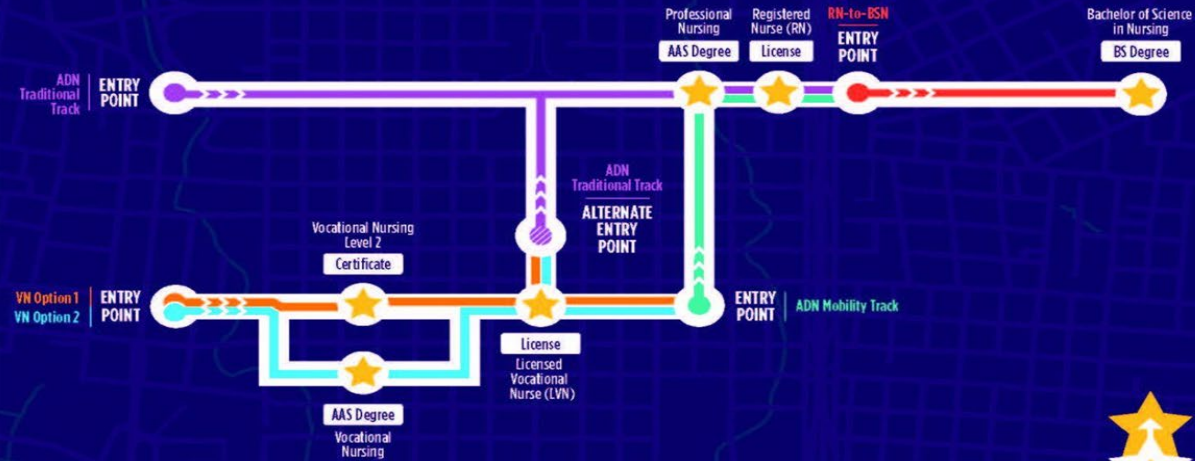 Professional
Nursing
AAS Degree
Registered
Nurse (RN)
License
RN-to-BSN
ENTRY
POINT
Bachelor of Science
in Nursing
BS Degree
ADN
Traditional
Track
ENTRY
POINT
ADN
Traditional Track
ALTERNATE
ENTRY
POINT
Vocational Nursing
Level 2
Certificate
VN Option 1
VN Option 2
ENTRY
POINT
ENTRY
POINT
ADN Mobility Track
License
Licensed
Vocational
Nurse (LVN)
AAS Degree
Vocational
Nursing